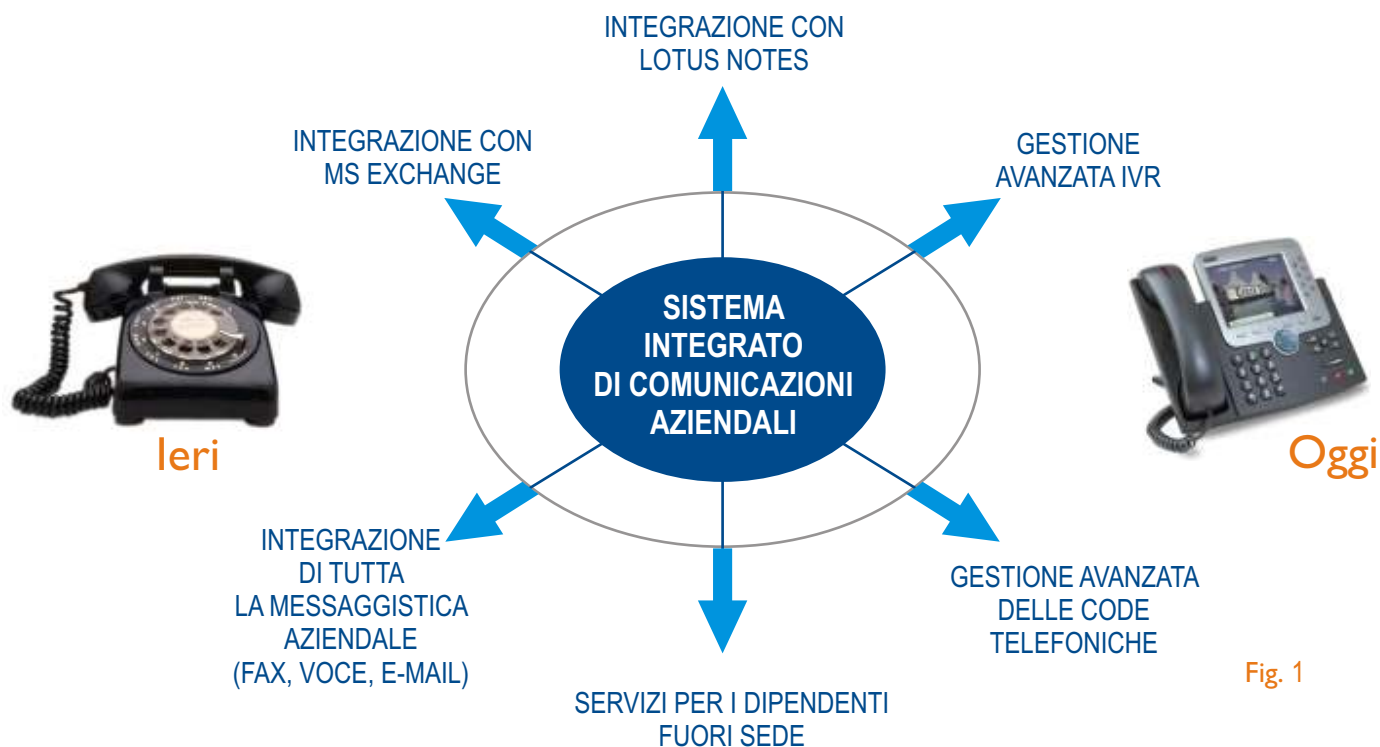 INTEGRAZIONE CON
LOTUS NOTES
INTEGRAZIONE CON
MS EXCHANGE
GESTIONE
AVANZATA IVR
SISTEMA
INTEGRATO
DI COMUNICAZIONI
AZIENDALI
Ieri
Oggi
INTEGRAZIONE
DI TUTTA
LA MESSAGGISTICA
AZIENDALE
(FAX, VOCE, E-MAIL)
GESTIONE AVANZATA
DELLE CODE
TELEFONICHE
SERVIZI PER I DIPENDENTI
FUORI SEDE
Fig. 1